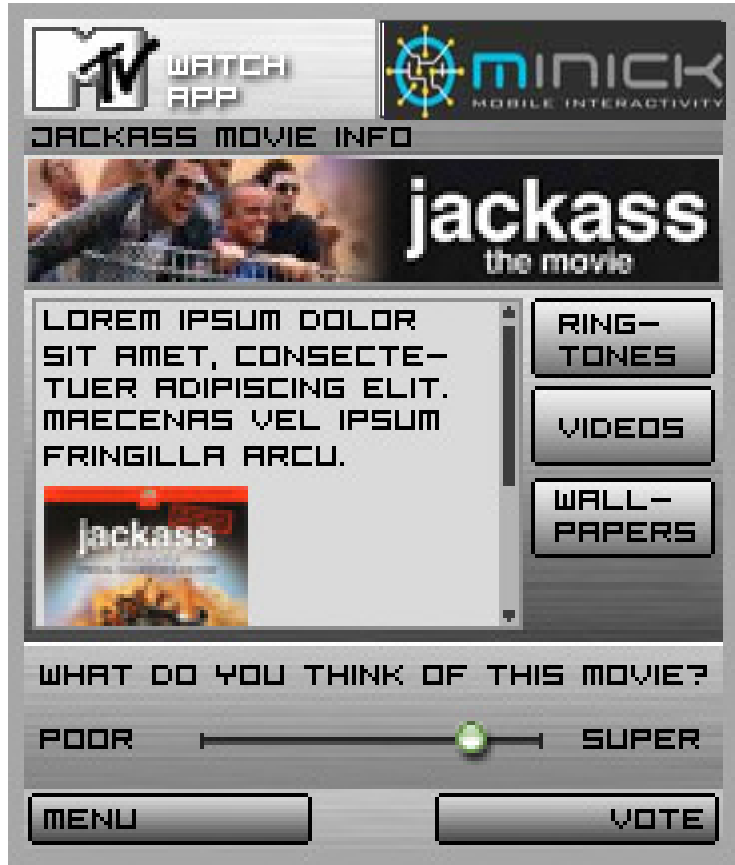 MTV WATCH
APP
MINICK
MOBILE INTERACTIVITY
JACKASS MOVIE INFO
jackass
the movie
LOREM IPSUM DOLOR
SIT AMET, CONSECTE-
TUER ADIPISCING ELIT.
MAECENAS VEL IPSUM
FRINGILLA ARCU.
jackass
RING-
TONES
VIDEOS
WALL-
PAPERS
WHAT DO YOU THINK OF THIS MOVIE?
POOR SUPER
MENU VOTE